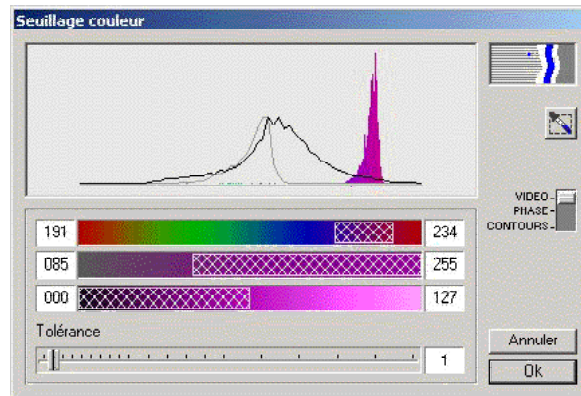 Seuillage couleur
VIDEO
PHASE
CONTOURS
191 234
085 255
000 127
Tolérance
1
Annuler
Ok